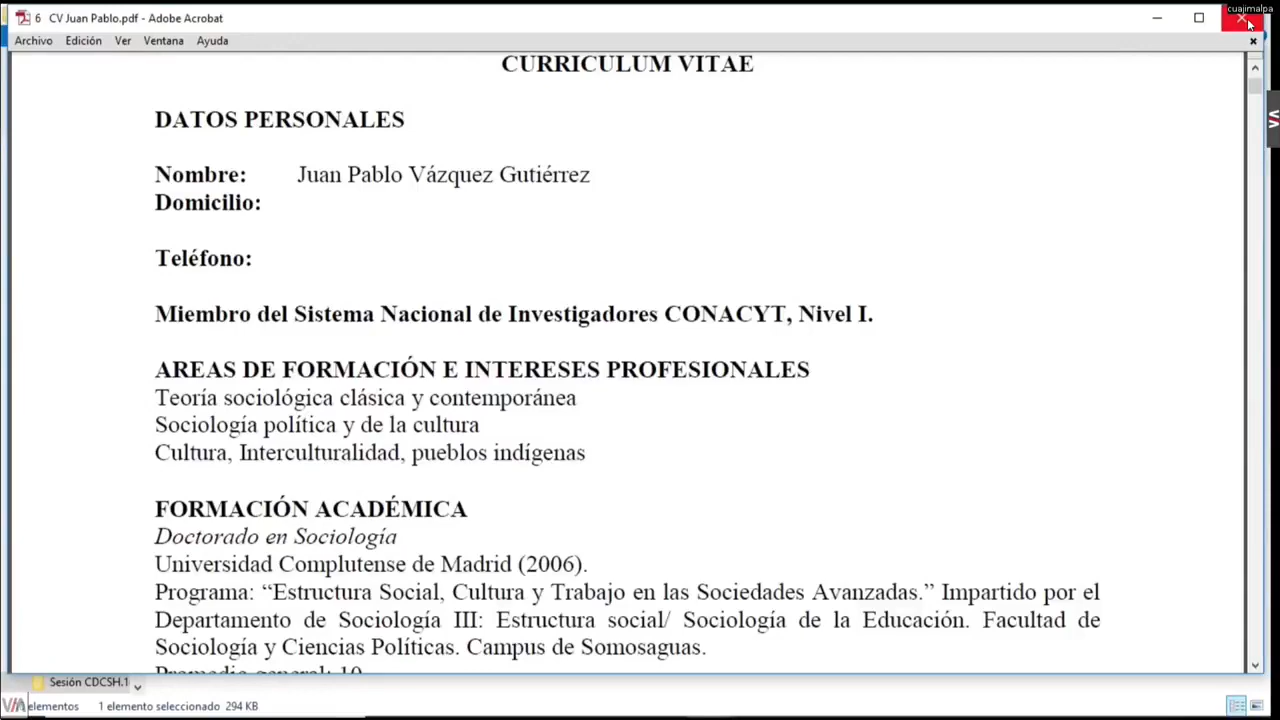 cuajimalpa
6 CV Juan Pablo.pdf - Adobe Acrobat
Archivo Edición Ver Ventana Ayuda
CURRICULUM VITAE
DATOS PERSONALES
Nombre: Juan Pablo Vázquez Gutiérrez
Domicilio:
Teléfono:
Miembro del Sistema Nacional de Investigadores CONACYT, Nivel I.
AREAS DE FORMACIÓN E INTERESES PROFESIONALES
Teoría sociológica clásica y contemporánea
Sociología política y de la cultura
Cultura, Interculturalidad, pueblos indígenas
FORMACIÓN ACADÉMICA
Doctorado en Sociología
Universidad Complutense de Madrid (2006).
Programa: “Estructura Social, Cultura y Trabajo en las Sociedades Avanzadas.” Impartido por el
Departamento de Sociología III: Estructura social/ Sociología de la Educación. Facultad de
Sociología y Ciencias Políticas. Campus de Somosaguas.
Promedio general: 10
Sesión CDCSH.1
elementos 1 elemento seleccionado 294 KB